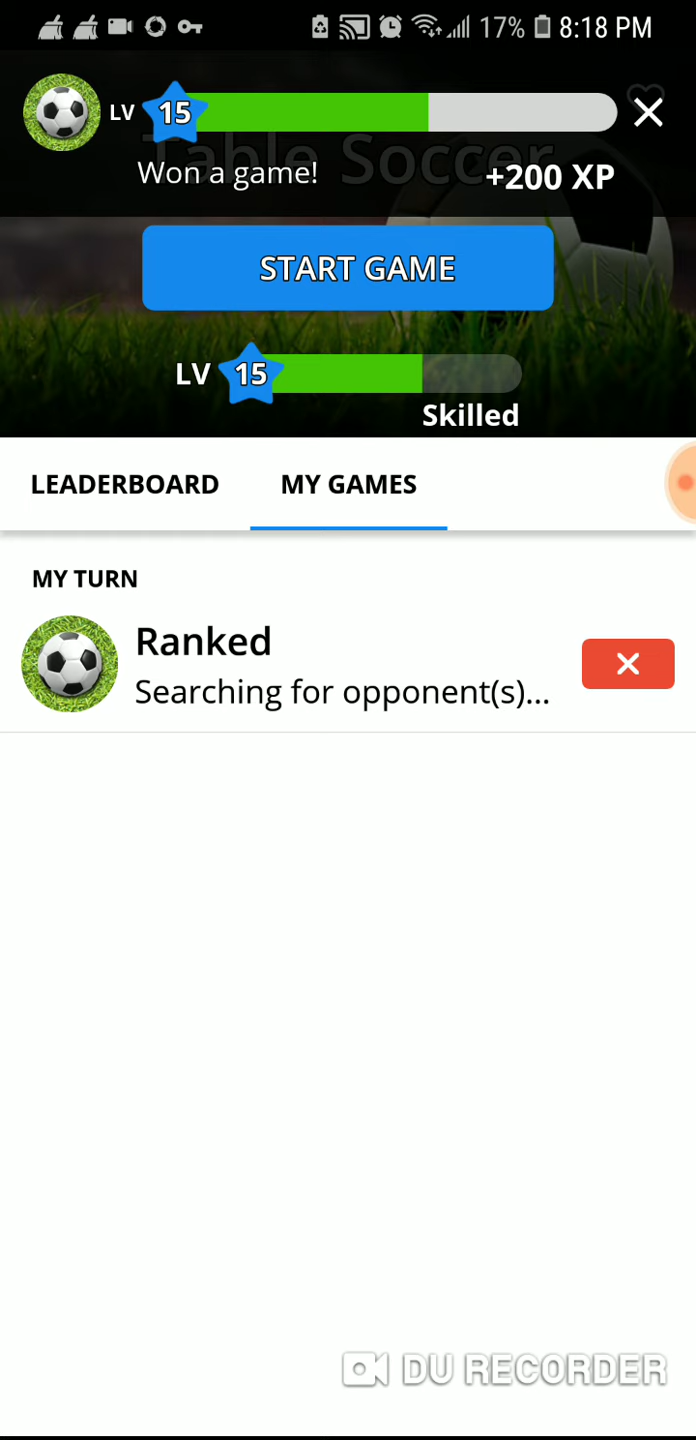 17% 8:18 PM
LV 15
Table Soccer
Won a game! +200 XP
START GAME
LV 15
Skilled
LEADERBOARD MY GAMES
MY TURN
Ranked
Searching for opponent(s)...
DU RECORDER